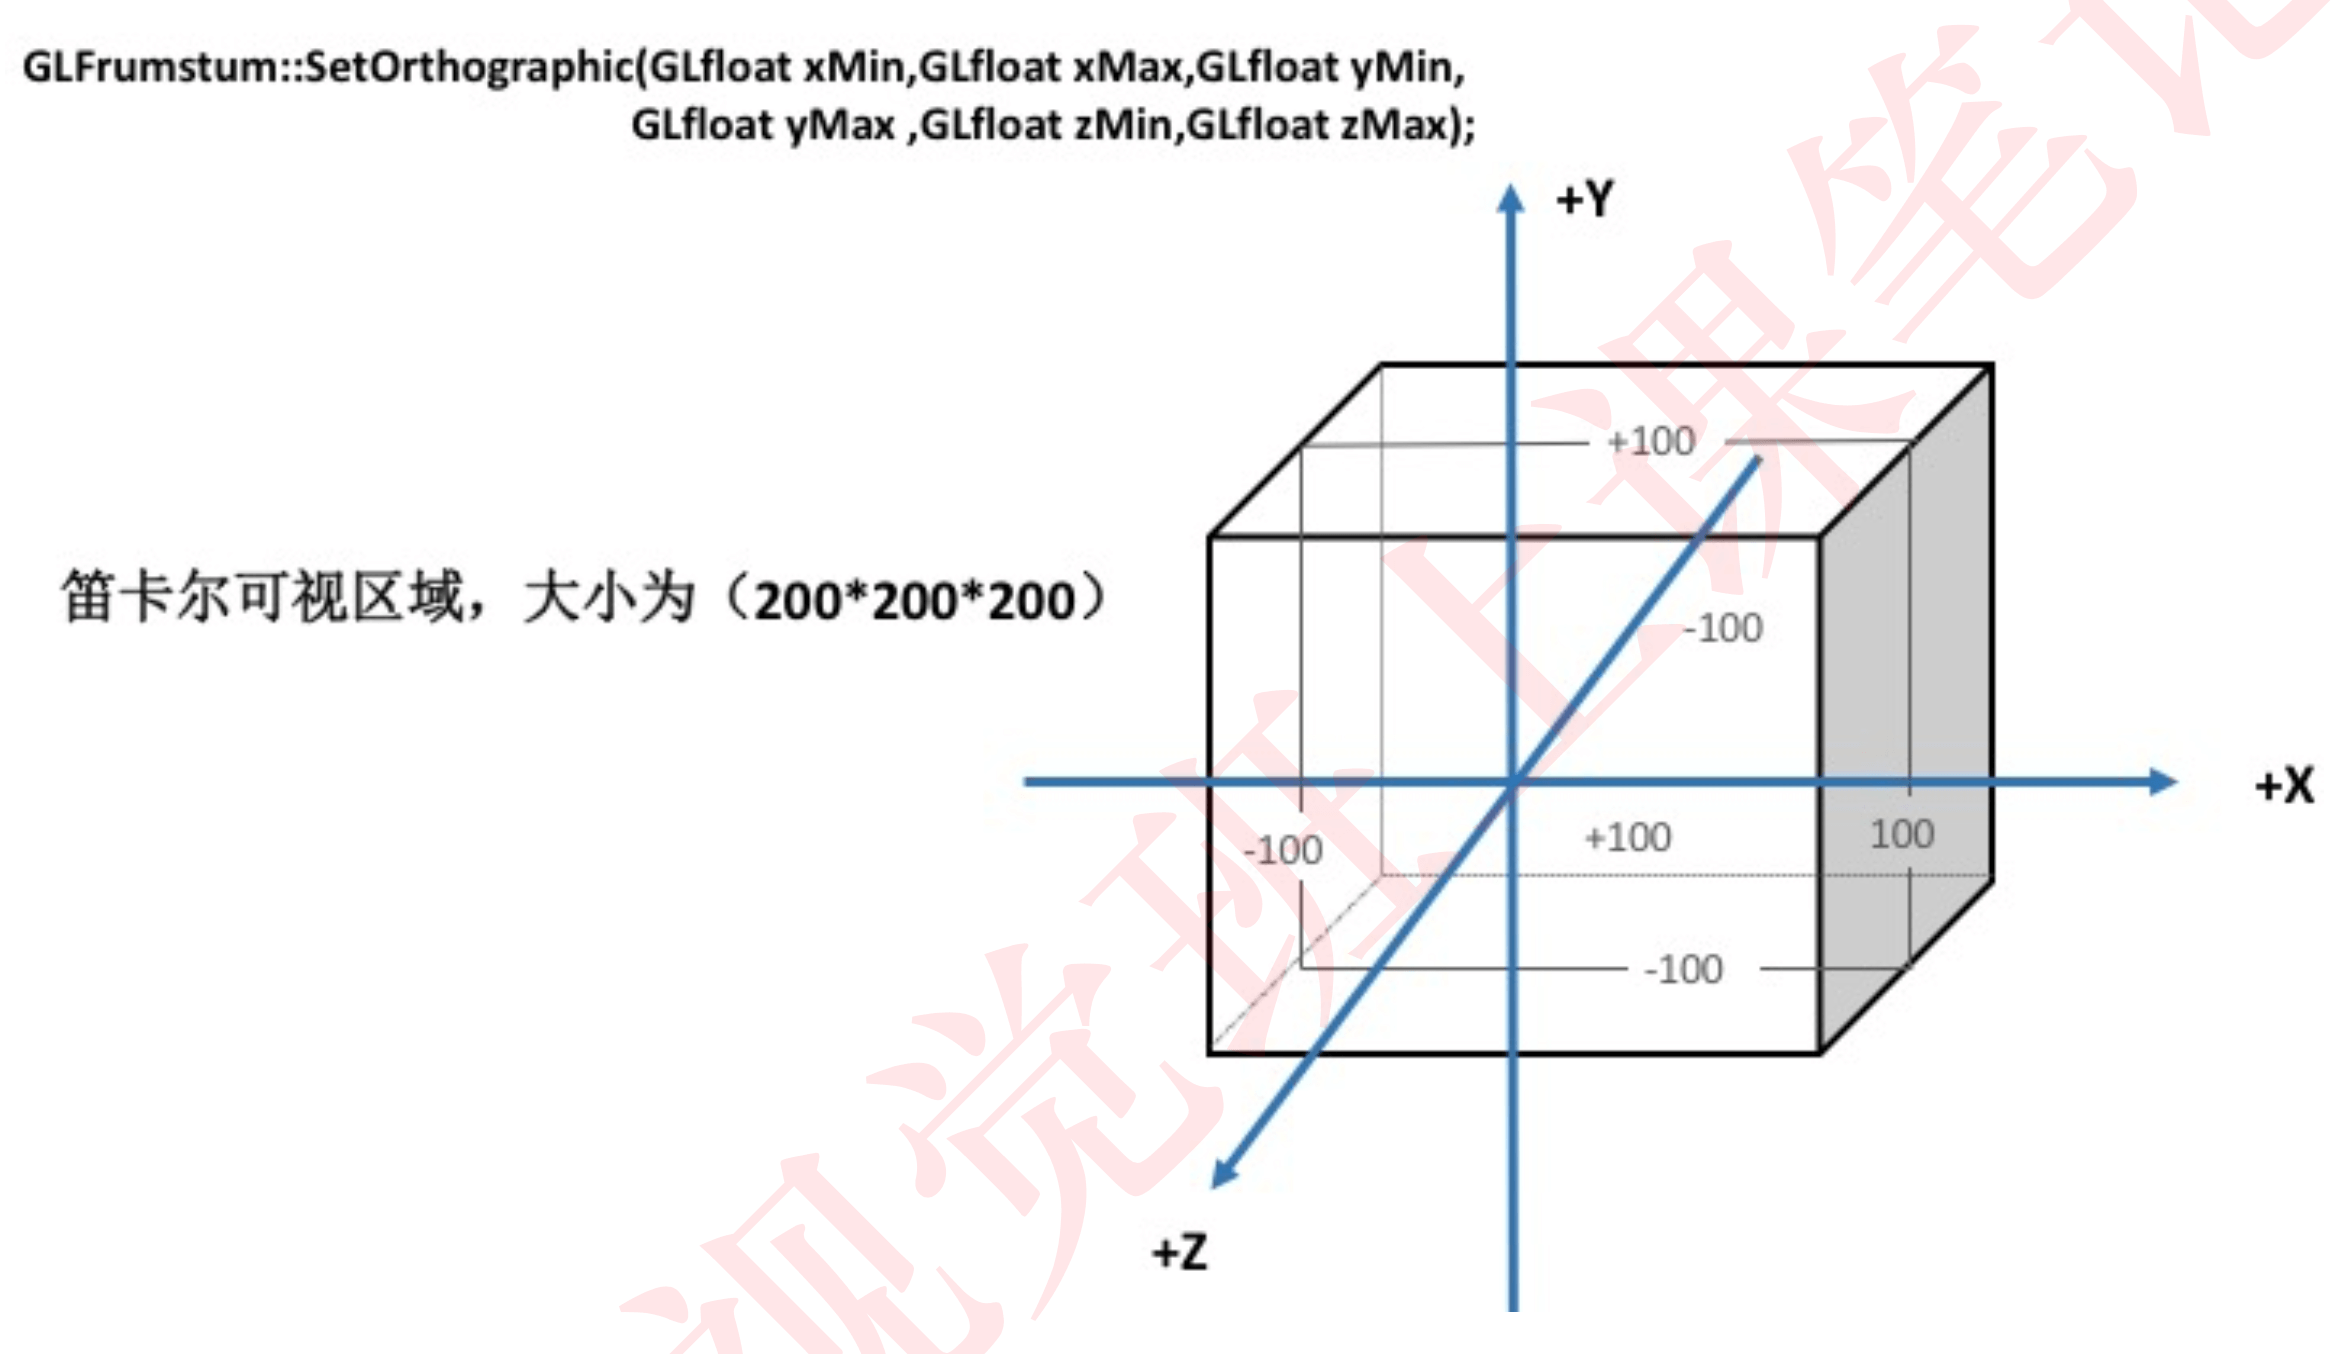 GLFrumstum::SetOrthographic(GLfloat xMin,GLfloat xMax,GLfloat yMin,
GLfloat yMax ,GLfloat zMin,GLfloat zMax);
+Y
+100
笛卡尔可视区域，大小为（200*200*200）
-100
+X
-100
+100
100
-100
+Z
视觉班上课笔记